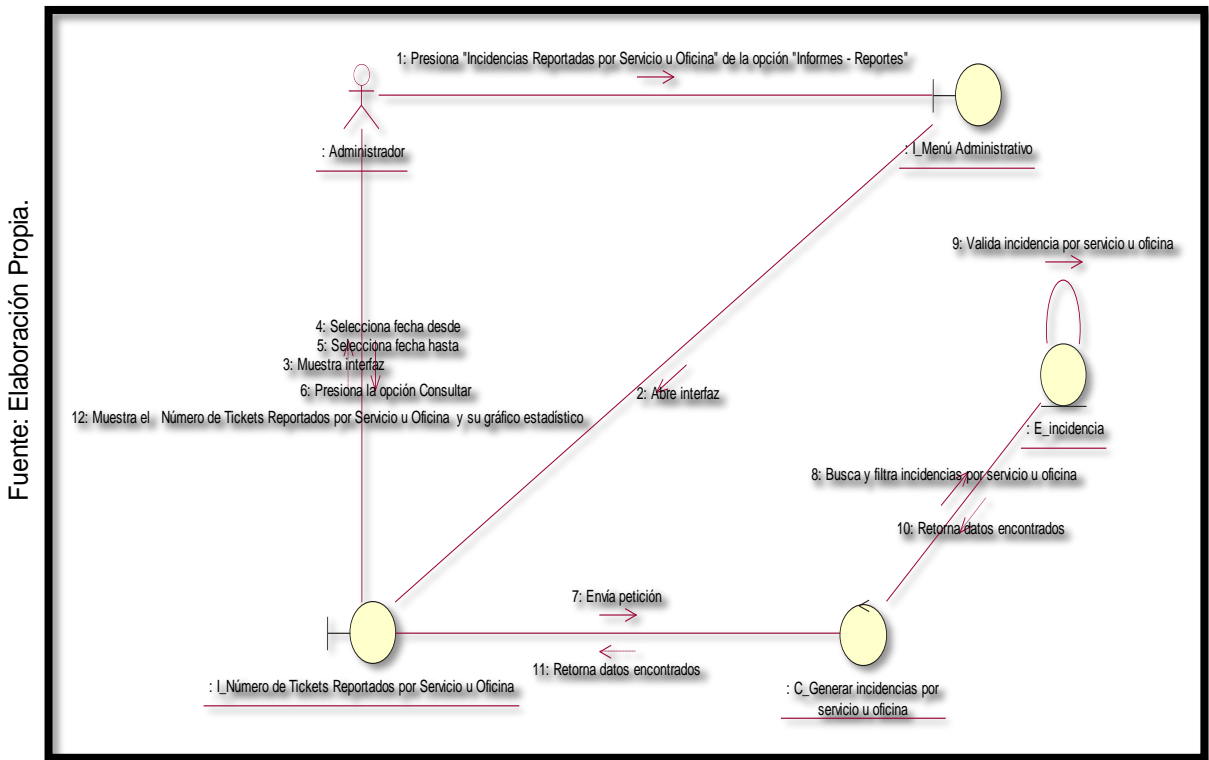 Fuente: Elaboración Propia.
1: Presiona "Incidencias Reportadas por Servicio u Oficina" de la opción "Informes - Reportes"
: Administrador
: I_Menú Administrativo
9: Valida incidencia por servicio u oficina
4: Selecciona fecha desde
5: Selecciona fecha hasta
3: Muestra interfaz
6: Presiona la opción Consultar
2: Abre interfaz
12: Muestra el Número de Tickets Reportados por Servicio u Oficina y su gráfico estadístico
: E_incidencia
8: Busca y filtra incidencias por servicio u oficina
10: Retorna datos encontrados
7: Envía petición
11: Retorna datos encontrados
: I_Número de Tickets Reportados por Servicio u Oficina
: C_Generar incidencias por
servicio u oficina